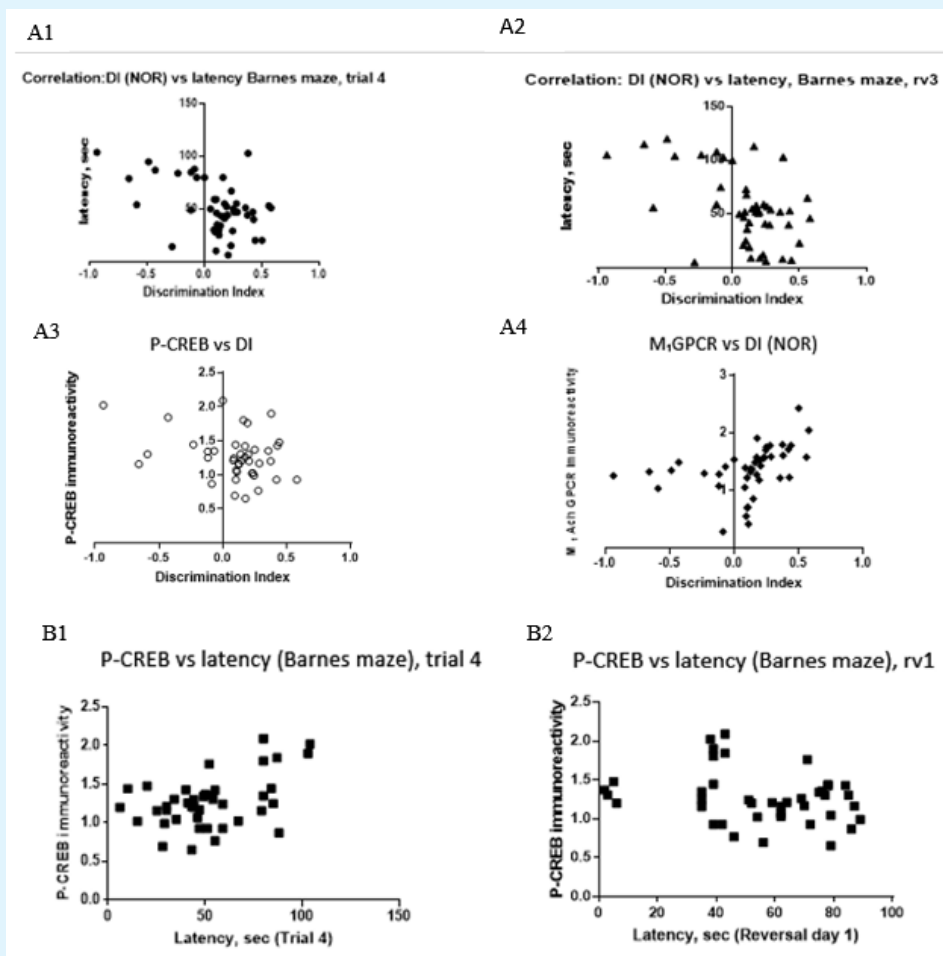 A1
A2
Correlation:DI (NOR) vs latency Barnes maze, trial 4
Correlation: DI (NOR) vs latency, Barnes maze, rv3
150
100
50
latency, sec
-1.0
-0.5
0.0
0.5
1.0
Discrimination Index
150
100
50
latency, sec
-1.0
-0.5
0.0
0.5
1.0
Discrimination Index
A3
A4
P-CREB vs DI
M₁GPCR vs DI (NOR)
2.5
2.0
1.5
1.0
0.5
P-CREB immunoreactivity
-1.0
-0.5
0.0
0.5
1.0
Discrimination Index
3
2
1
M₁ Ach GPCR immunoreactivity
-1.0
-0.5
0.0
0.5
1.0
Discrimination Index
B1
B2
P-CREB vs latency (Barnes maze), trial 4
P-CREB vs latency (Barnes maze), rv1
2.5
2.0
1.5
1.0
0.5
0.0
P-CREB immunoreactivity
0
50
100
150
Latency, sec (Trial 4)
2.5
2.0
1.5
1.0
0.5
0.0
P-CREB immunoreactivity
0
20
40
60
80
100
Latency, sec (Reversal day 1)